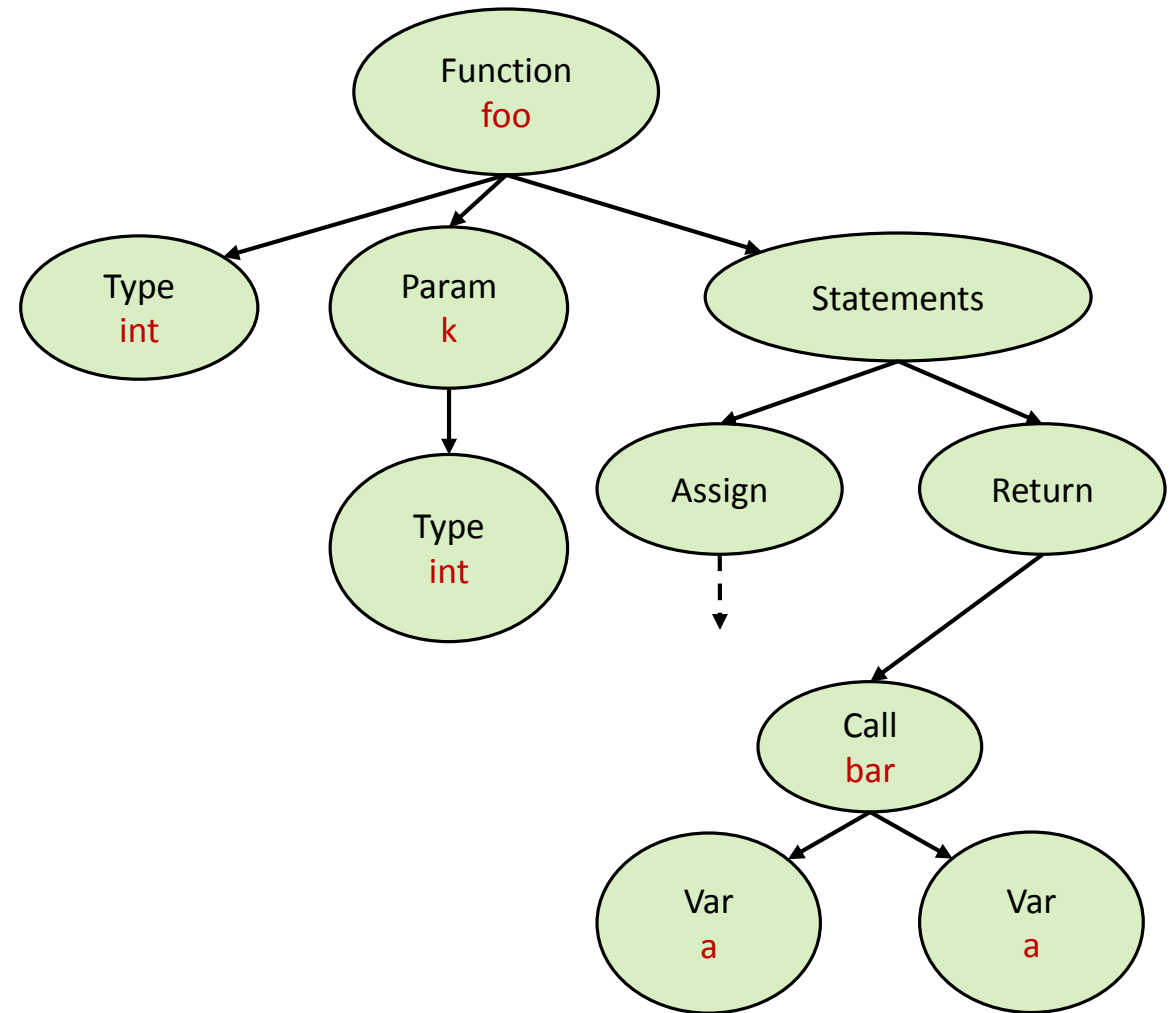 Function
foo
Type
int
Param
k
Statements
Type
int
Assign
Return
Call
bar
Var
a
Var
a